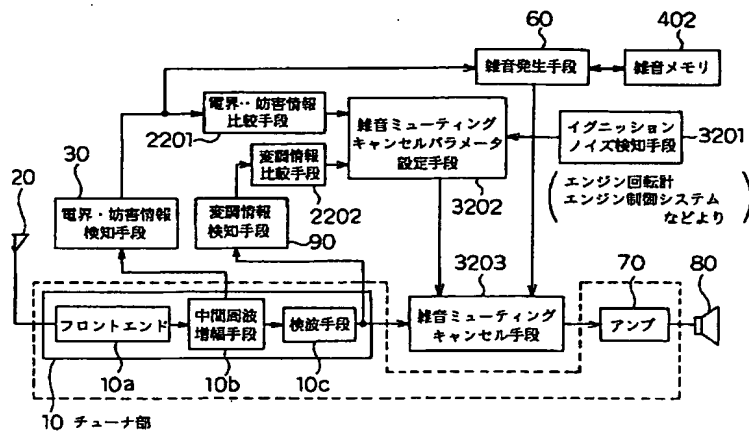 60
402
雑音発生手段
雑音メモリ
電界・・妨害情報
比較手段
2201
雑音ミューティング
キャンセルパラメータ
設定手段
3202
イグニッション
ノイズ検知手段
3201
変調情報
比較手段
2202
エンジン回転計
エンジン制御システム
などより
20
30
電界・妨害情報
検知手段
変調情報
検知手段
90
3203
70
80
フロントエンド
10a
中間周波
増幅手段
10b
検波手段
10c
雑音ミューティング
キャンセル手段
アンプ
10 チューナ部